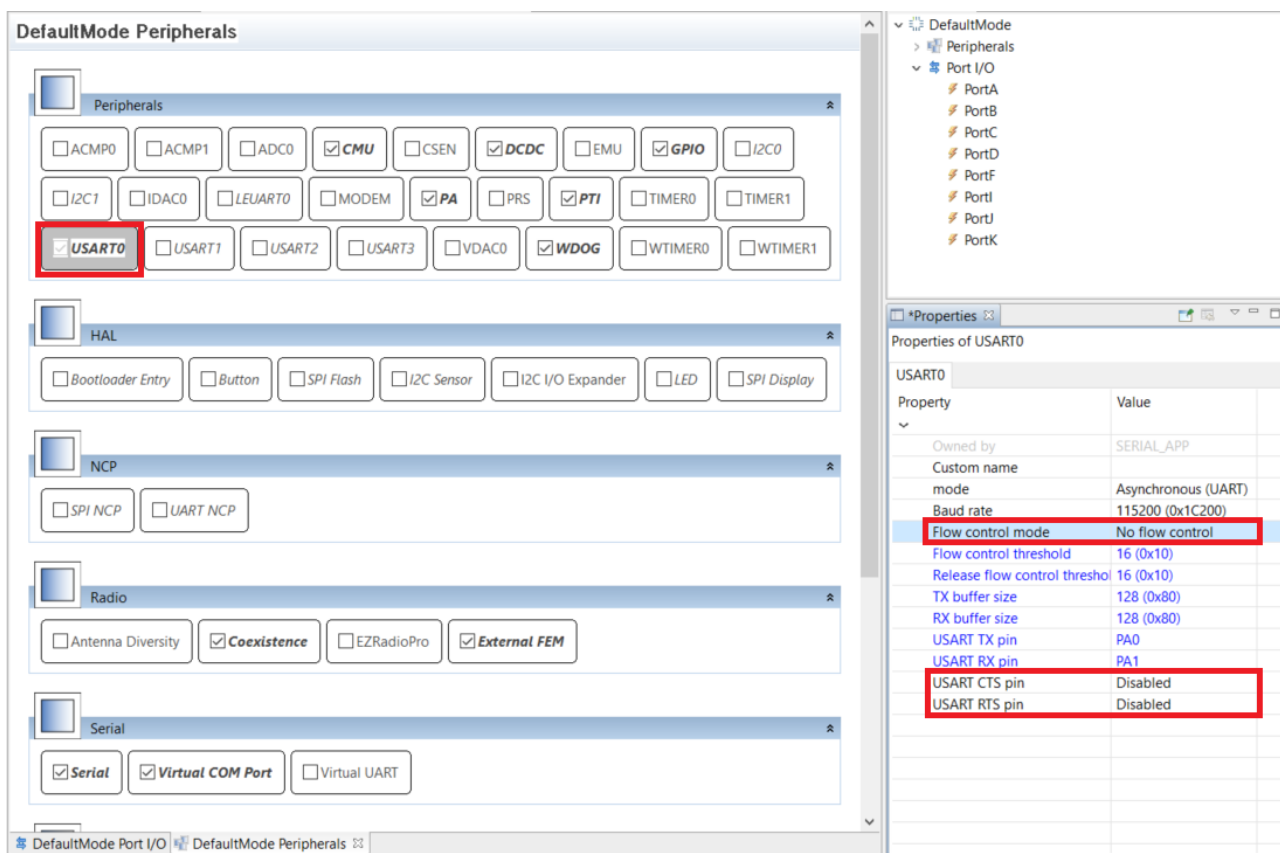 DefaultMode Peripherals
Peripherals
ACMP0 ACMP1 ADC0 CMU CSEN DCDC EMU GPIO I2C0
I2C1 IDAC0 LEUART0 MODEM PA PRS PTI TIMER0 TIMER1
USART0 USART1 USART2 USART3 VDAC0 WDOG WTIMER0 WTIMER1
HAL
Bootloader Entry Button SPI Flash I2C Sensor I2C I/O Expander LED SPI Display
NCP
SPI NCP UART NCP
Radio
Antenna Diversity Coexistence EZRadioPro External FEM
Serial
Serial Virtual COM Port Virtual UART
DefaultMode Port I/O DefaultMode Peripherals
DefaultMode
Peripherals
Port I/O
PortA
PortB
PortC
PortD
PortF
PortI
PortJ
PortK
*Properties
Properties of USART0
USART0
Property Value
Owned by SERIAL_APP
Custom name
mode Asynchronous (UART)
Baud rate 115200 (0x1C200)
Flow control mode No flow control
Flow control threshold 16 (0x10)
Release flow control threshol 16 (0x10)
TX buffer size 128 (0x80)
RX buffer size 128 (0x80)
USART TX pin PA0
USART RX pin PA1
USART CTS pin Disabled
USART RTS pin Disabled